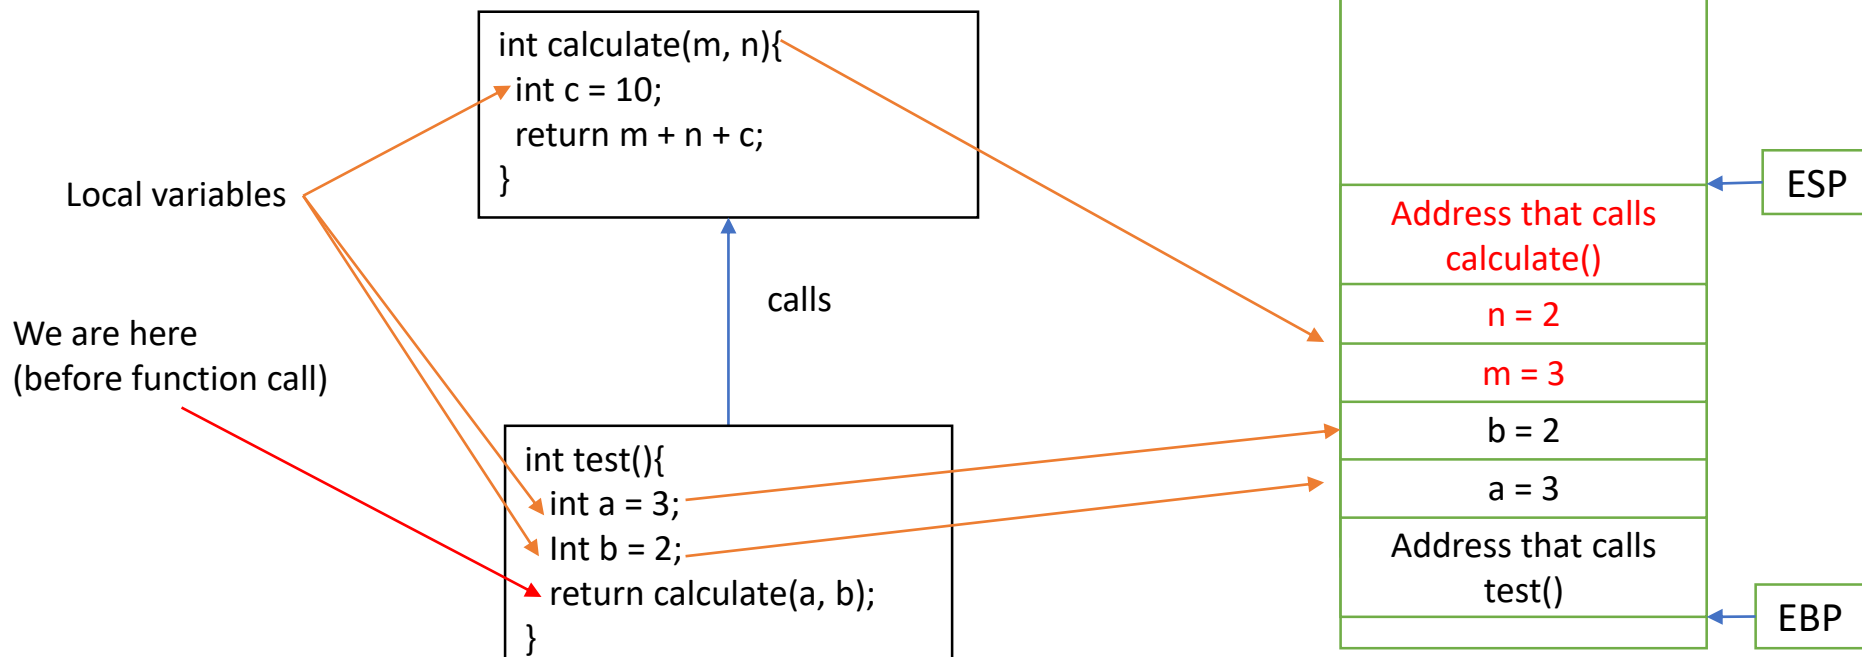 int calculate(m, n){
int c = 10;
return m + n + c;
}
Local variables
calls
We are here
(before function call)
int test(){
int a = 3;
Int b = 2;
return calculate(a, b);
}
ESP
Address that calls
calculate()
n = 2
m = 3
b = 2
a = 3
Address that calls
test()
EBP